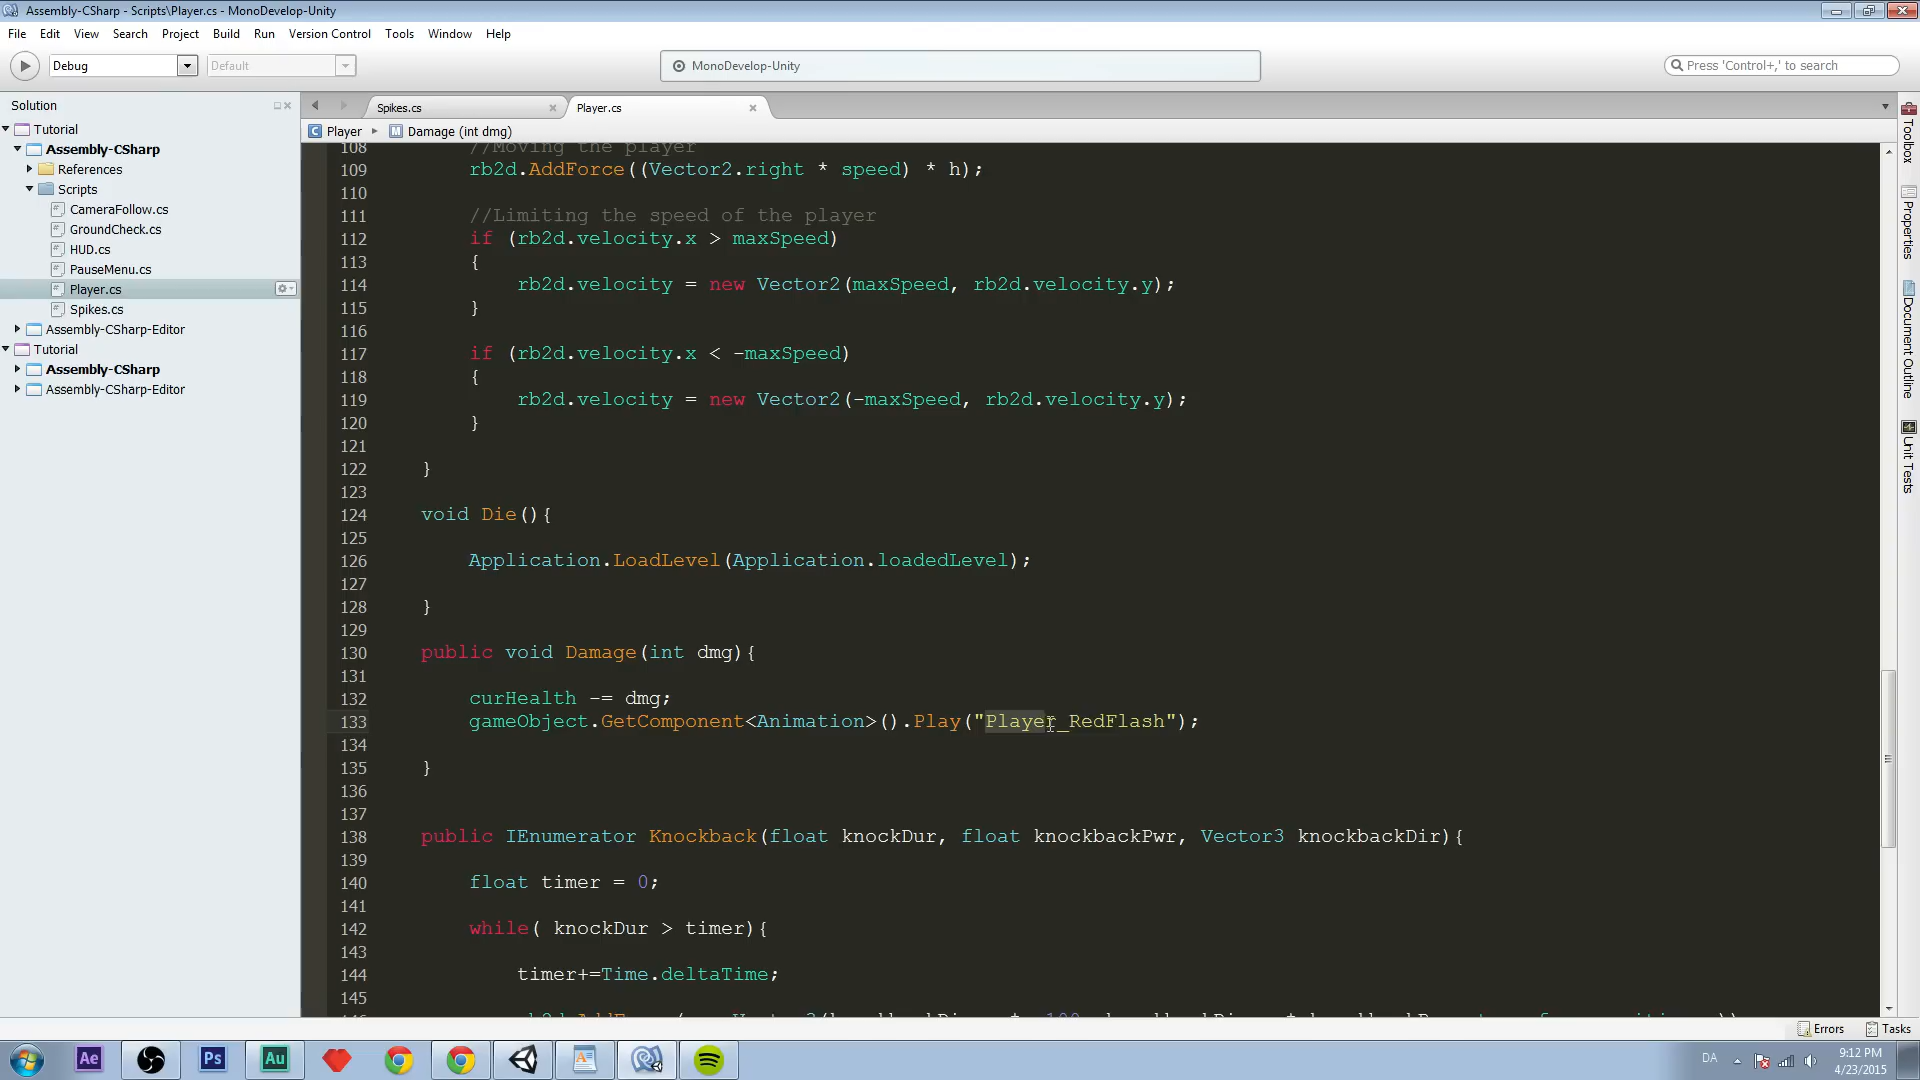 Assembly-CSharp - Scripts\Player.cs - MonoDevelop-Unity
File Edit View Search Project Build Run Version Control Tools Window Help
Debug Default MonoDevelop-Unity Press 'Control+,' to search
Solution
Tutorial
Assembly-CSharp
References
Scripts
CameraFollow.cs
GroundCheck.cs
HUD.cs
PauseMenu.cs
Player.cs
Spikes.cs
Assembly-CSharp-Editor
Tutorial
Assembly-CSharp
Assembly-CSharp-Editor
Spikes.cs Player.cs
Player Damage (int dmg)
108 //Moving the player
109 rb2d.AddForce((Vector2.right * speed) * h);
110
111 //Limiting the speed of the player
112 if (rb2d.velocity.x > maxSpeed)
113 {
114 rb2d.velocity = new Vector2(maxSpeed, rb2d.velocity.y);
115 }
116
117 if (rb2d.velocity.x < -maxSpeed)
118 {
119 rb2d.velocity = new Vector2(-maxSpeed, rb2d.velocity.y);
120 }
121
122 }
123
124 void Die(){
125
126 Application.LoadLevel(Application.loadedLevel);
127
128 }
129
130 public void Damage(int dmg){
131
132 curHealth -= dmg;
133 gameObject.GetComponent<Animation>().Play("Player_RedFlash");
134
135 }
136
137
138 public IEnumerator Knockback(float knockDur, float knockbackPwr, Vector3 knockbackDir){
139
140 float timer = 0;
141
142 while( knockDur > timer){
143
144 timer+=Time.deltaTime;
145
Toolbox
Properties
Document Outline
Unit Tests
Errors Tasks
Ae Ps Au
DA
9:12 PM
4/23/2015